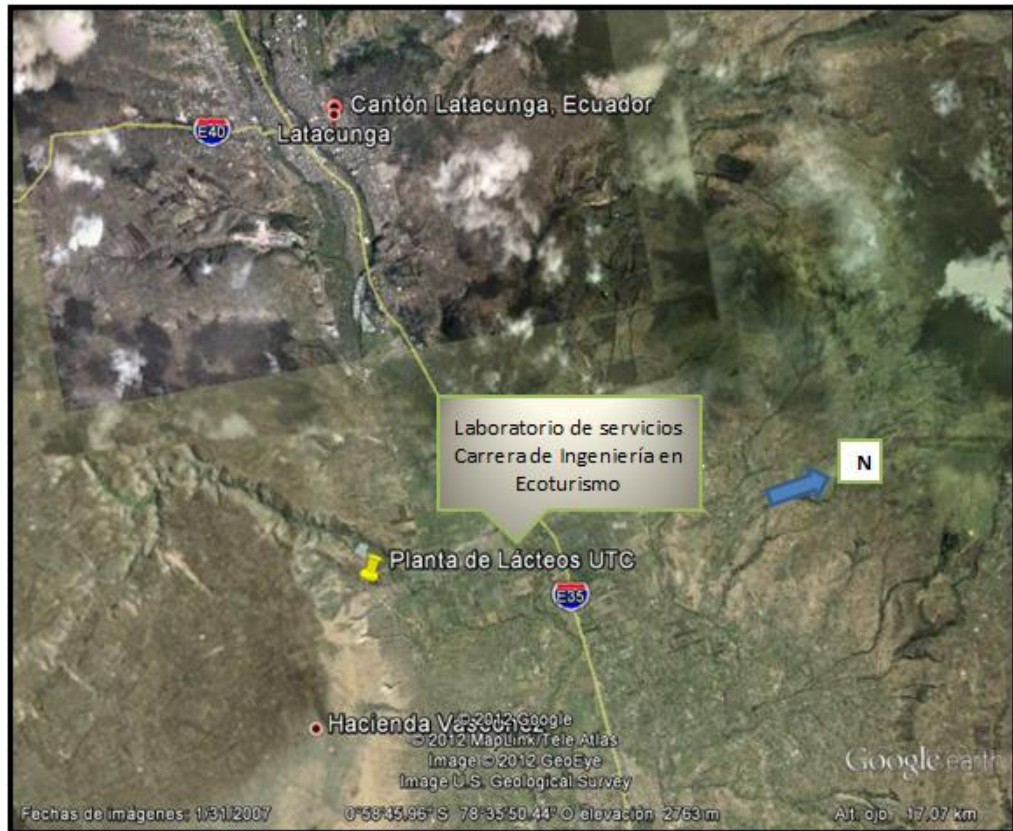 Cantón Latacunga, Ecuador
E40
Latacunga
Laboratorio de servicios
Carrera de Ingeniería en
Ecoturismo
N
Planta de Lácteos UTC
E35
Hacienda Vasconez
© 2012 Google
© 2012 MapLink/Tele Atlas
Image © 2012 GeoEye
Image U.S. Geological Survey
Google earth
Fechas de imágenes: 1/31/2007
0°58'45.96" S 78°35'50.44" O elevación 2763 m
Alt. ojo 17.07 km